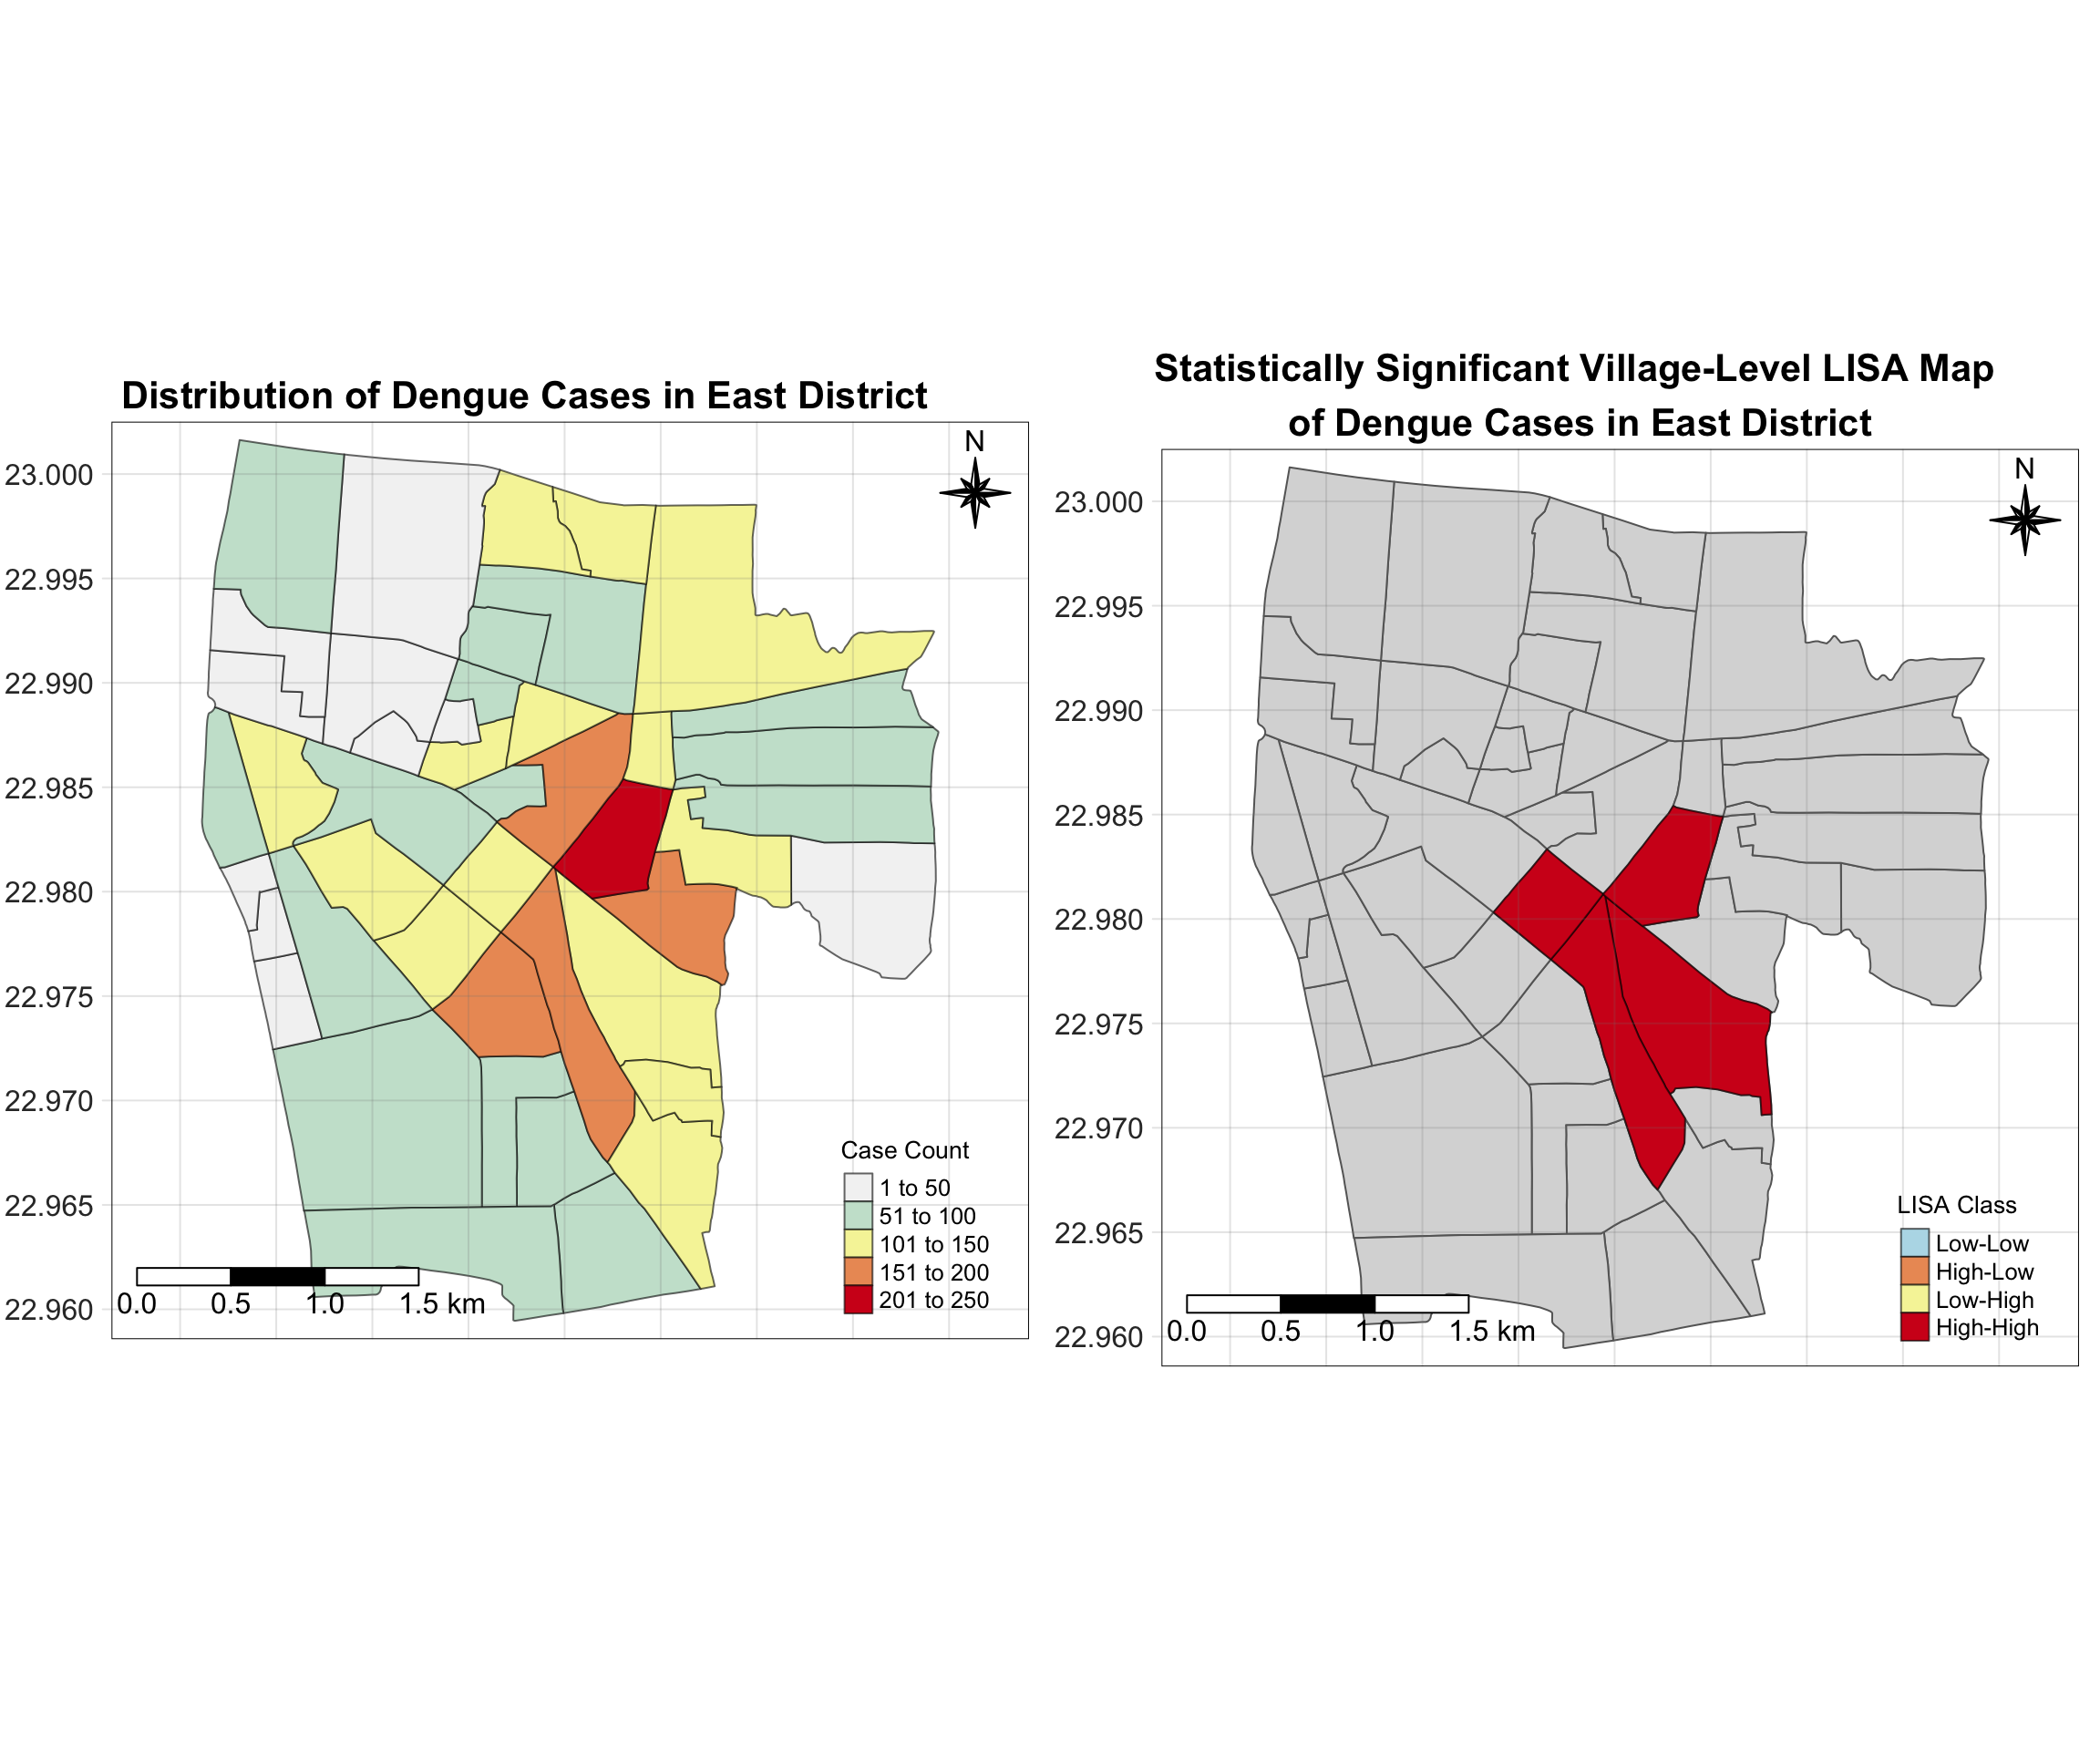 Distribution of Dengue Cases in East District
N
23.000
22.995
22.990
22.985
22.980
22.975
22.970
22.965
22.960
Case Count
1 to 50
51 to 100
101 to 150
151 to 200
201 to 250
0.0 0.5 1.0 1.5 km
Statistically Significant Village-Level LISA Map
of Dengue Cases in East District
N
23.000
22.995
22.990
22.985
22.980
22.975
22.970
22.965
22.960
LISA Class
Low-Low
High-Low
Low-High
High-High
0.0 0.5 1.0 1.5 km